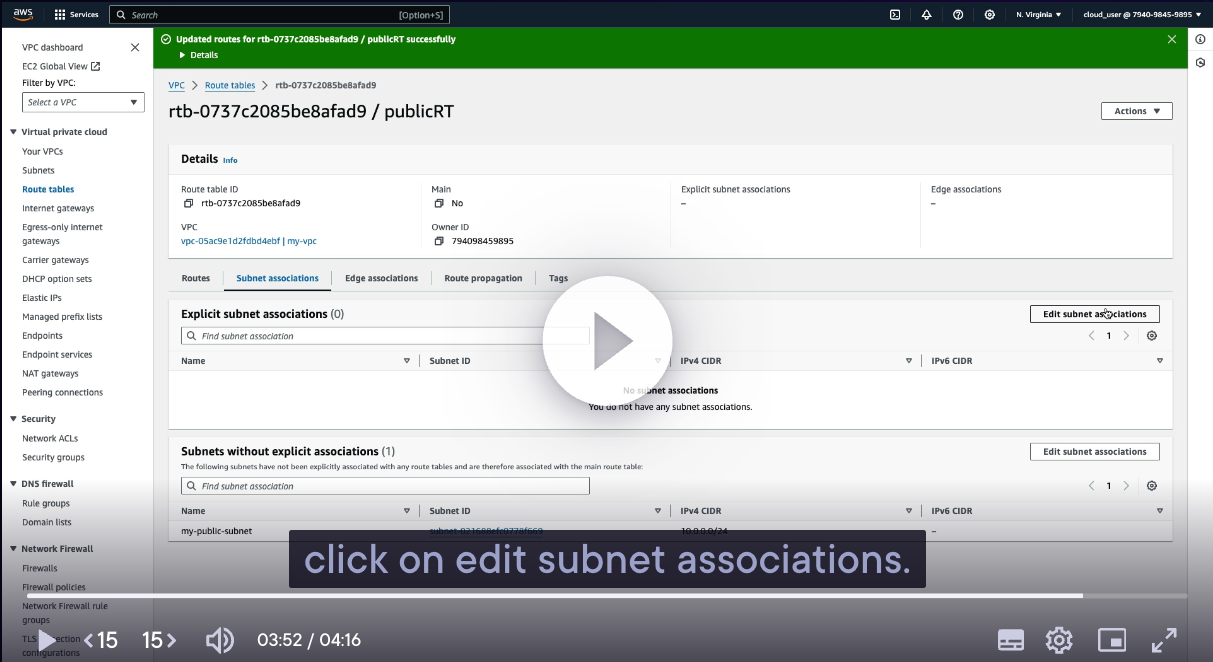 aws
Services
Search
[Option+S]
N. Virginia
cloud_user @ 7940-9845-9895
VPC dashboard
EC2 Global View
Filter by VPC:
Select a VPC
Virtual private cloud
Your VPCs
Subnets
Route tables
Internet gateways
Egress-only internet
gateways
Carrier gateways
DHCP option sets
Elastic IPs
Managed prefix lists
Endpoints
Endpoint services
NAT gateways
Peering connections
Security
Network ACLs
Security groups
DNS firewall
Rule groups
Domain lists
Network Firewall
Firewalls
Firewall policies
Network Firewall rule
groups
configurations
Updated routes for rtb-0737c2085be8afad9 / publicRT successfully
Details
VPC > Route tables > rtb-0737c2085be8afad9
rtb-0737c2085be8afad9 / publicRT
Actions
Details Info
Route table ID
rtb-0737c2085be8afad9
Main
No
Explicit subnet associations
–
Edge associations
–
VPC
vpc-05ac9e1d2fdbd4ebf | my-vpc
Owner ID
794098459895
Routes
Subnet associations
Edge associations
Route propagation
Tags
Explicit subnet associations (0)
Edit subnet associations
Find subnet association
1
Name
Subnet ID
IPv4 CIDR
IPv6 CIDR
No subnet associations
You do not have any subnet associations.
Subnets without explicit associations (1)
Edit subnet associations
The following subnets have not been explicitly associated with any route tables and are therefore associated with the main route table:
Find subnet association
1
Name
Subnet ID
IPv4 CIDR
IPv6 CIDR
my-public-subnet
10.0.0.0/24
–
click on edit subnet associations.
15
15
03:52 / 04:16